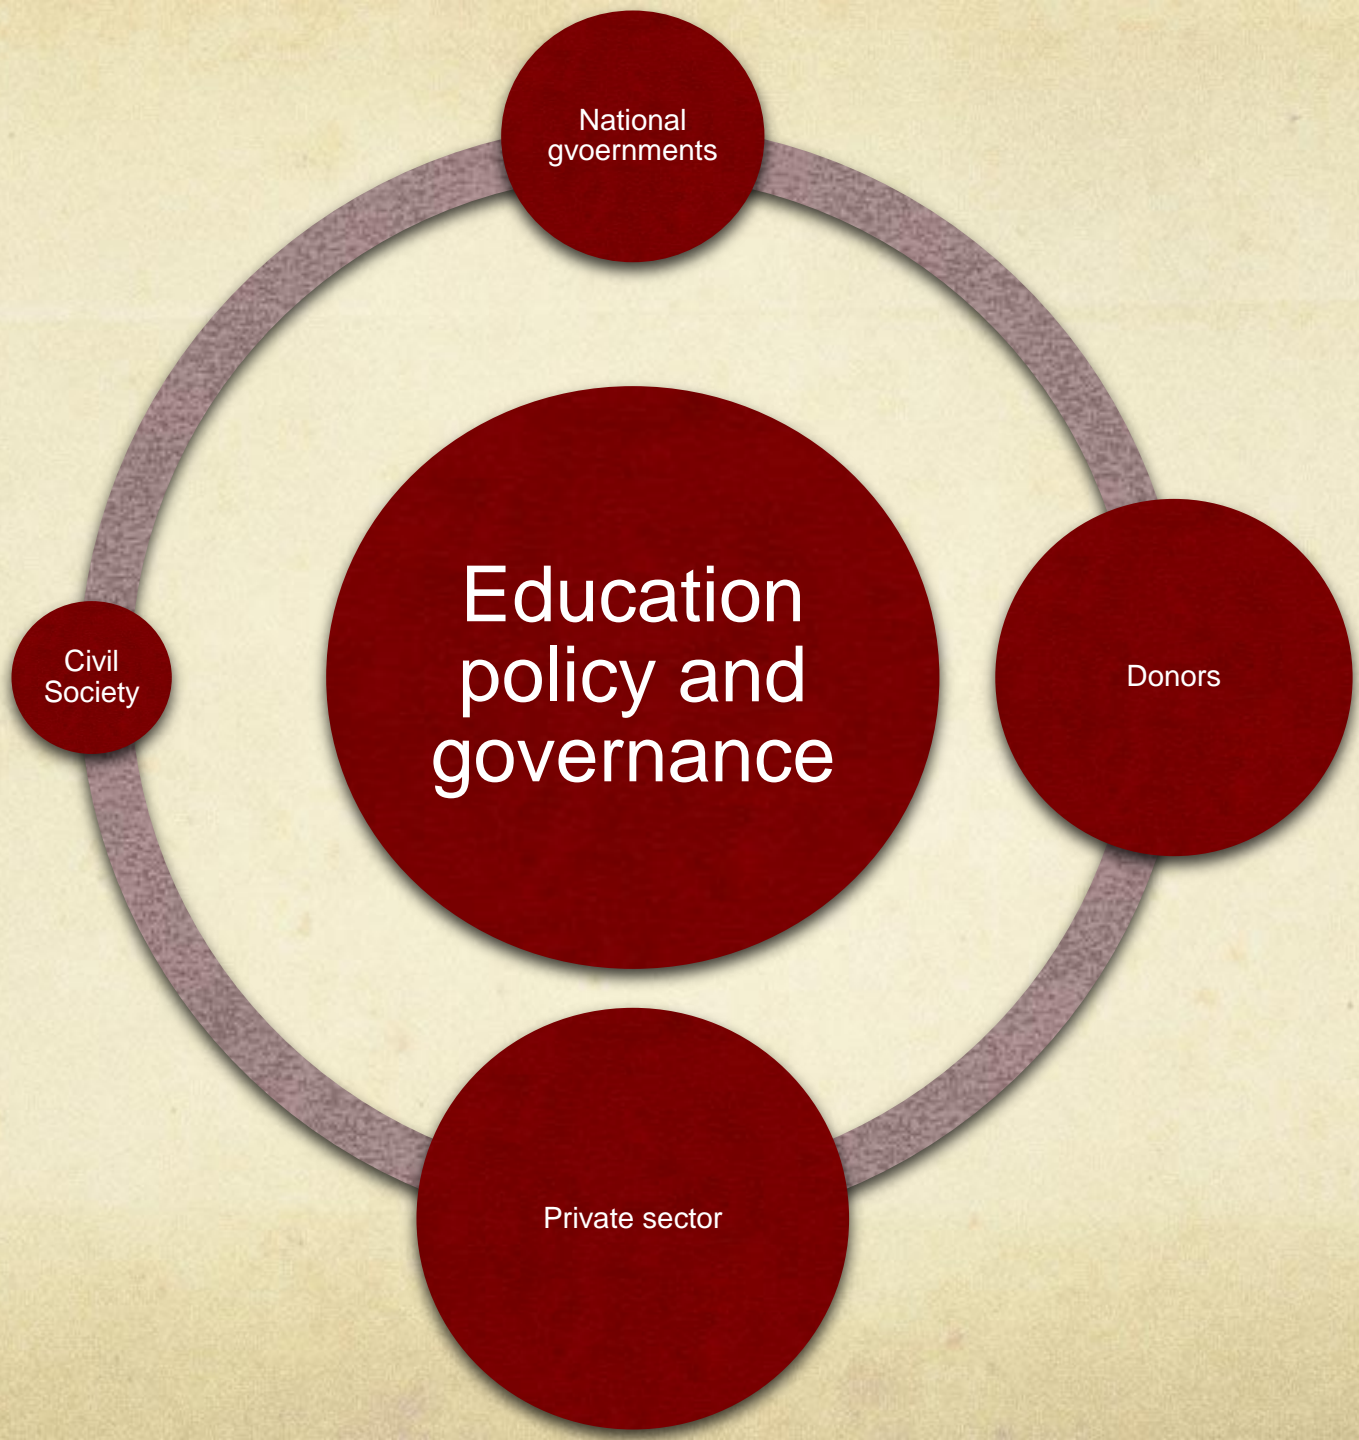 National
gvoernments
Education
policy and
governance
Civil
Society
Donors
Private sector